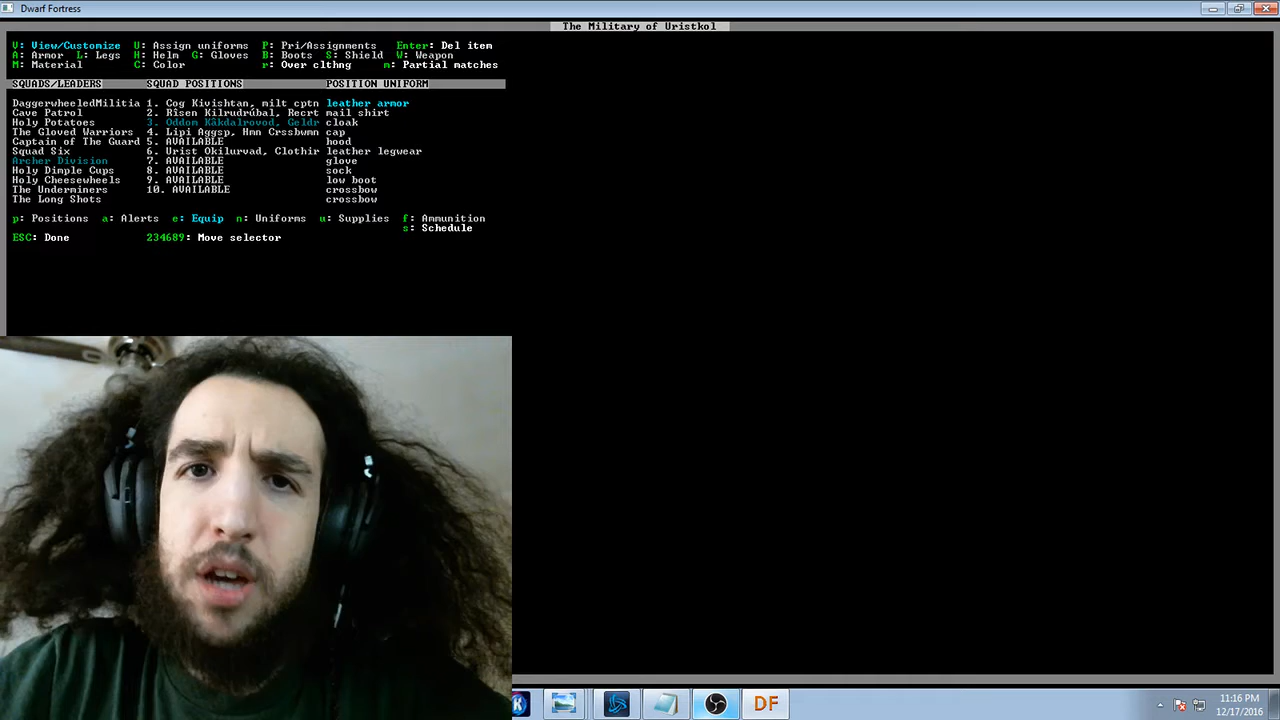 Dwarf Fortress
The Military of Uristkol
V: View/Customize U: Assign uniforms P: Pri/Assignments Enter: Del item
A: Armor L: Legs H: Helm G: Gloves B: Boots S: Shield W: Weapon
M: Material C: Color r: Over clthng m: Partial matches
SQUADS/LEADERS SQUAD POSITIONS POSITION UNIFORM
DaggerwheeledMilitia 1. Cog Kivishtan, milt cptn leather armor
Cave Patrol 2. Risen Kilrudrúbal, Recrt mail shirt
Holy Potatoes 3. Oddom Kâkdalrovod, Geldr cloak
The Gloved Warriors 4. Lipi Aggsp, Hmn Crssbwmn cap
Captain of The Guard 5. AVAILABLE hood
Squad Six 6. Urist Okilurvad, Clothir leather legwear
Archer Division 7. AVAILABLE glove
Holy Dimple Cups 8. AVAILABLE sock
Holy Cheesewheels 9. AVAILABLE low boot
The Underminers 10. AVAILABLE crossbow
The Long Shots crossbow
p: Positions a: Alerts e: Equip n: Uniforms u: Supplies f: Ammunition
s: Schedule
ESC: Done 234689: Move selector
DF
11:16 PM
12/17/2016